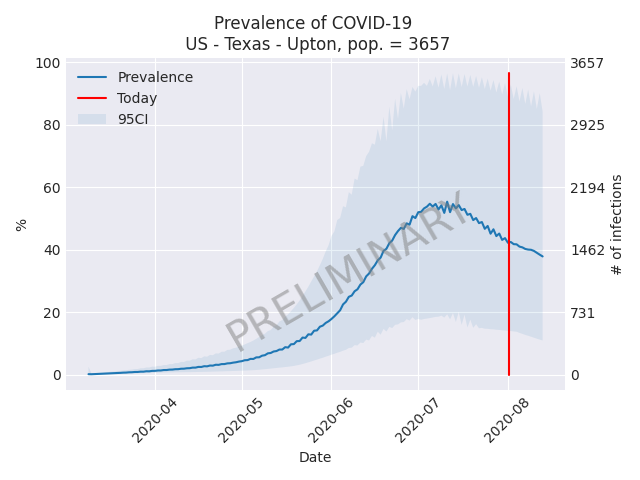 Prevalence of COVID-19
US - Texas - Upton, pop. = 3657
Prevalence
Today
95CI
100
80
60
40
20
0
%
3657
2925
2194
1462
731
0
# of infections
PRELIMINARY
2020-04
2020-05
2020-06
2020-07
2020-08
Date